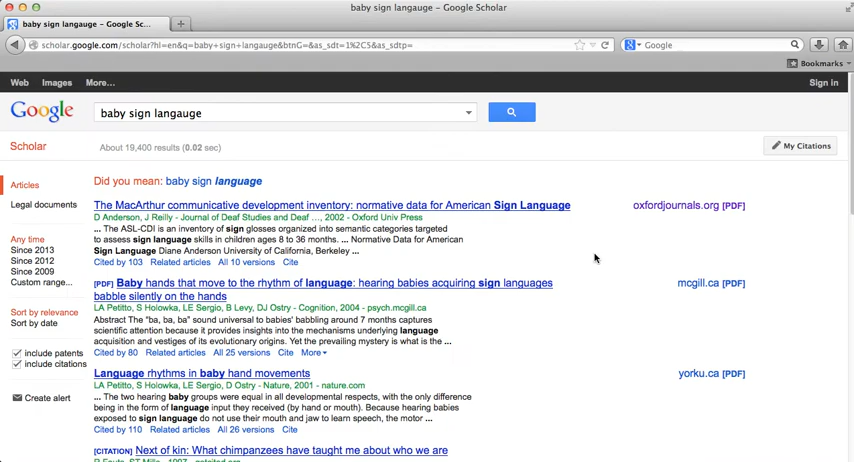 baby sign langauge - Google Scholar
baby sign langauge - Google Sc...
scholar.google.com/scholar?hl=en&q=baby+sign+langauge&btnG=&as_sdt=1%2C5&as_sdtp=
Google
Bookmarks
Web Images More... Sign in
Google baby sign langauge
Scholar About 19,400 results (0.02 sec) My Citations
Articles
Legal documents
Any time
Since 2013
Since 2012
Since 2009
Custom range...
Sort by relevance
Sort by date
include patents
include citations
Create alert
Did you mean: baby sign language
The MacArthur communicative development inventory: normative data for American Sign Language oxfordjournals.org [PDF]
D Anderson, J Reilly - Journal of Deaf Studies and Deaf ..., 2002 - Oxford Univ Press
... The ASL-CDI is an inventory of sign glosses organized into semantic categories targeted
to assess sign language skills in children ages 8 to 36 months. ... Normative Data for American
Sign Language Diane Anderson University of California, Berkeley ...
Cited by 103 Related articles All 10 versions Cite
[PDF] Baby hands that move to the rhythm of language: hearing babies acquiring sign languages mcgill.ca [PDF]
babble silently on the hands
LA Petitto, S Holowka, LE Sergio, B Levy, DJ Ostry - Cognition, 2004 - psych.mcgill.ca
Abstract The "ba, ba, ba" sound universal to babies' babbling around 7 months captures
scientific attention because it provides insights into the mechanisms underlying language
acquisition and vestiges of its evolutionary origins. Yet the prevailing mystery is what is the ...
Cited by 80 Related articles All 25 versions Cite More
Language rhythms in baby hand movements yorku.ca [PDF]
LA Petitto, S Holowka, LE Sergio, D Ostry - Nature, 2001 - nature.com
... The two hearing baby groups were equal in all developmental respects, with the only difference
being in the form of language input they received (by hand or mouth). Because hearing babies
exposed to sign language do not use their mouth and jaw to learn speech, the motor ...
Cited by 110 Related articles All 26 versions Cite
[CITATION] Next of kin: What chimpanzees have taught me about who we are